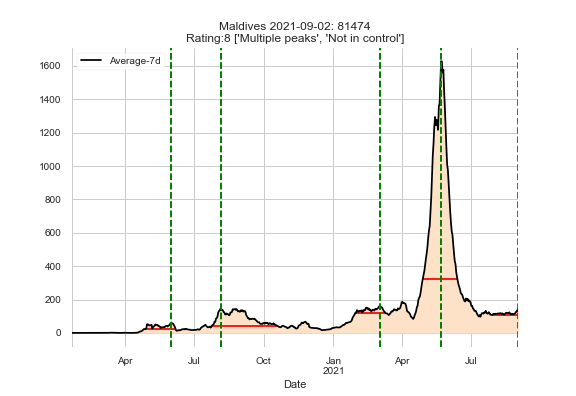 Maldives 2021-09-02: 81474
Rating:8 ['Multiple peaks', 'Not in control']
Average-7d
1600
1400
1200
1000
800
600
400
200
0
Apr Jul Oct Jan Apr Jul
2021
Date